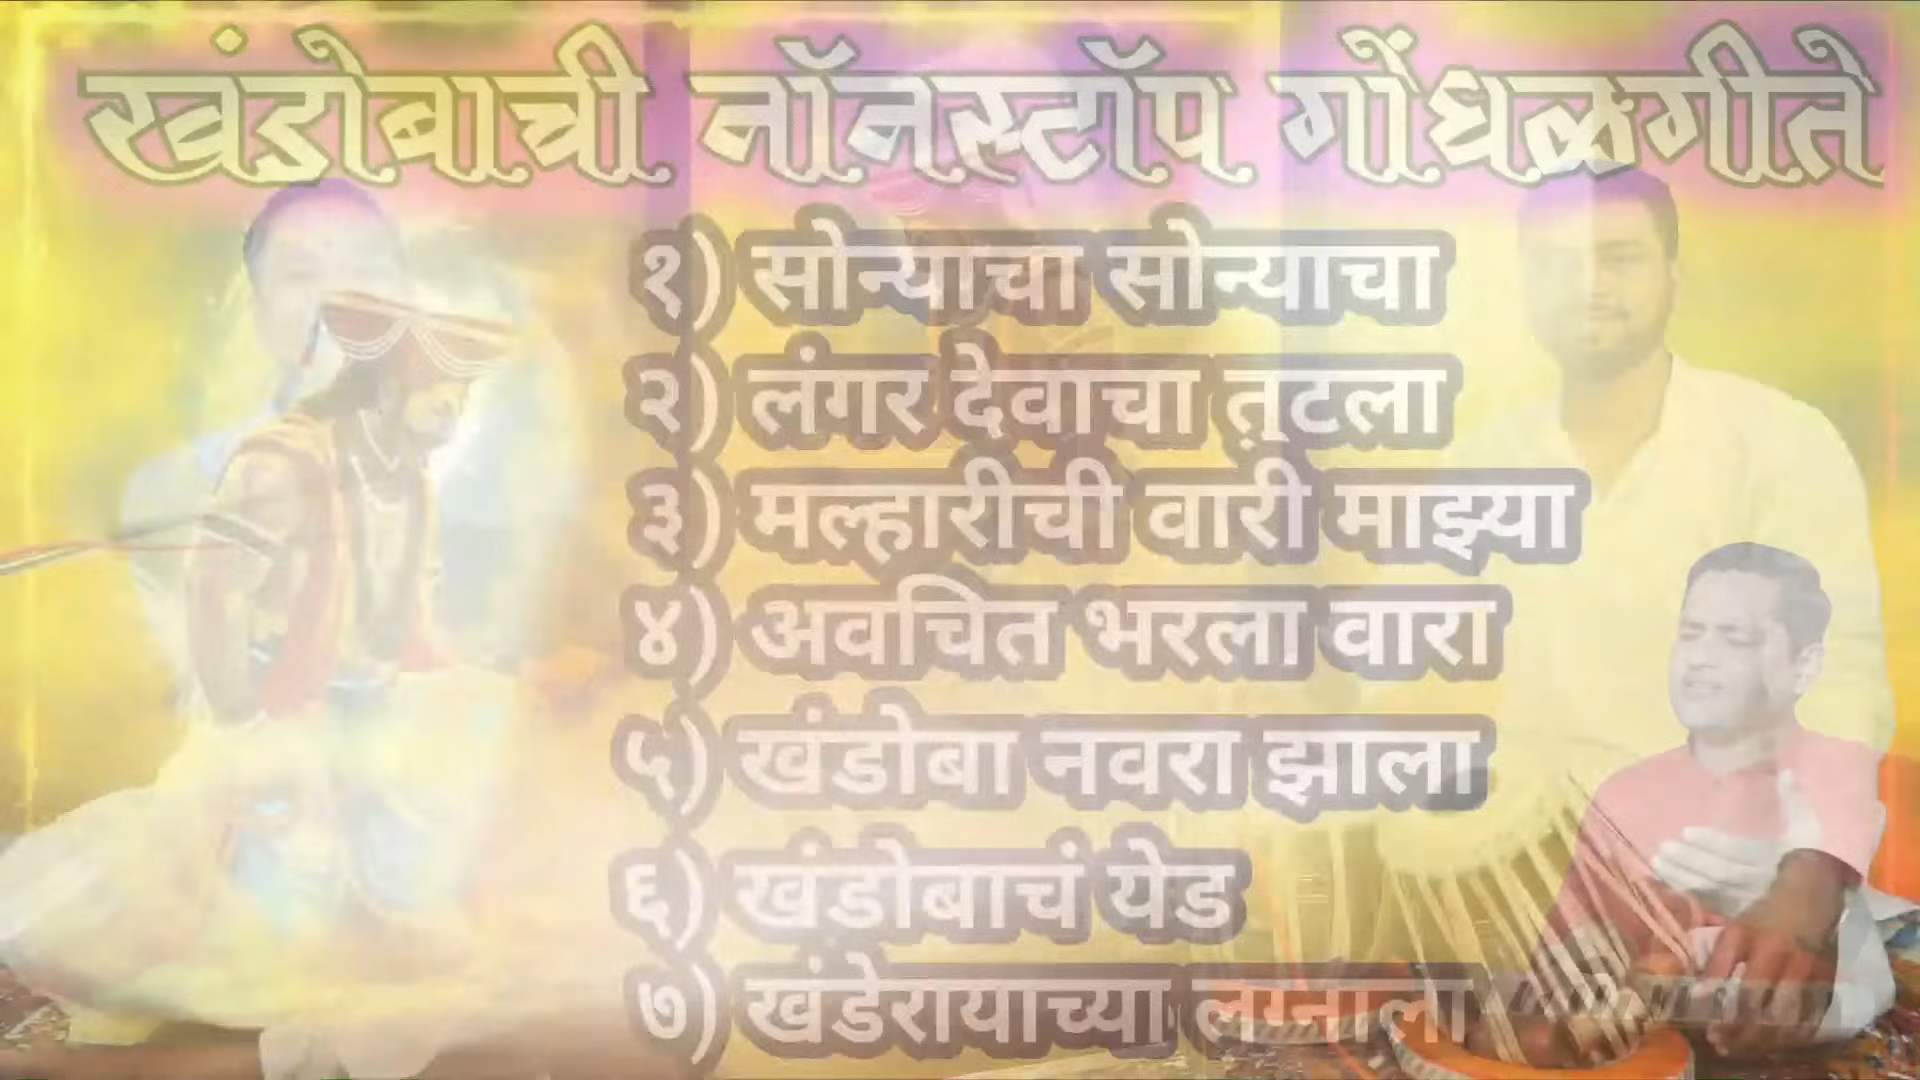 खंडोबाची नॉनस्टॉप गोंधळगीते
१) सोन्याचा सोन्याचा
२) लंगर देवाचा तुटला
३) मल्हारीची वारी माझ्या
४) अवचित भरला वारा
५) खंडोबा नवरा झाला
६) खंडोबाचं येड
७) खंडेरायाच्या लग्नाला